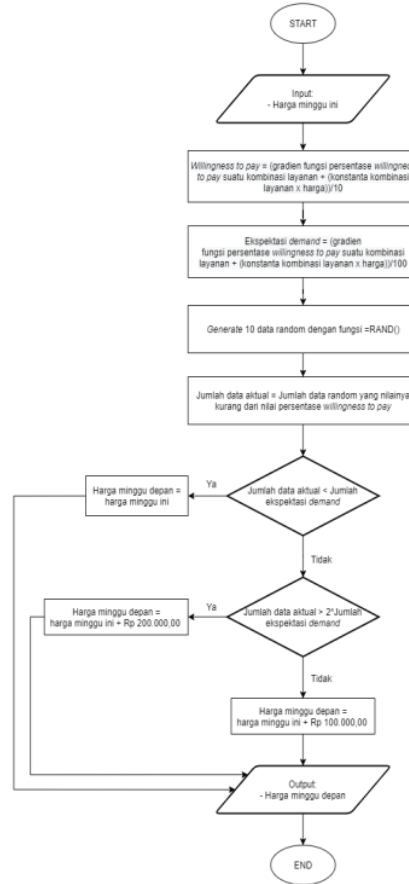 START
Input:
- Harga minggu ini
Willingness to pay = (gradien fungsi persentase willingness
to pay suatu kombinasi layanan + (konstanta kombinasi
layanan x harga))/10
Ekspektasi demand = (gradien
fungsi persentase willingness to pay suatu kombinasi
layanan + (konstanta kombinasi layanan x harga))/100
Generate 10 data random dengan fungsi =RAND()
Jumlah data aktual = Jumlah data random yang nilainya
kurang dari nilai persentase willingness to pay
Jumlah data aktual < Jumlah
ekspektasi demand
Ya
Harga minggu depan =
harga minggu ini
Tidak
Jumlah data aktual > 2*Jumlah
ekspektasi demand
Ya
Harga minggu depan =
harga minggu ini + Rp 200.000,00
Tidak
Harga minggu depan =
harga minggu ini + Rp 100.000,00
Output:
- Harga minggu depan
END